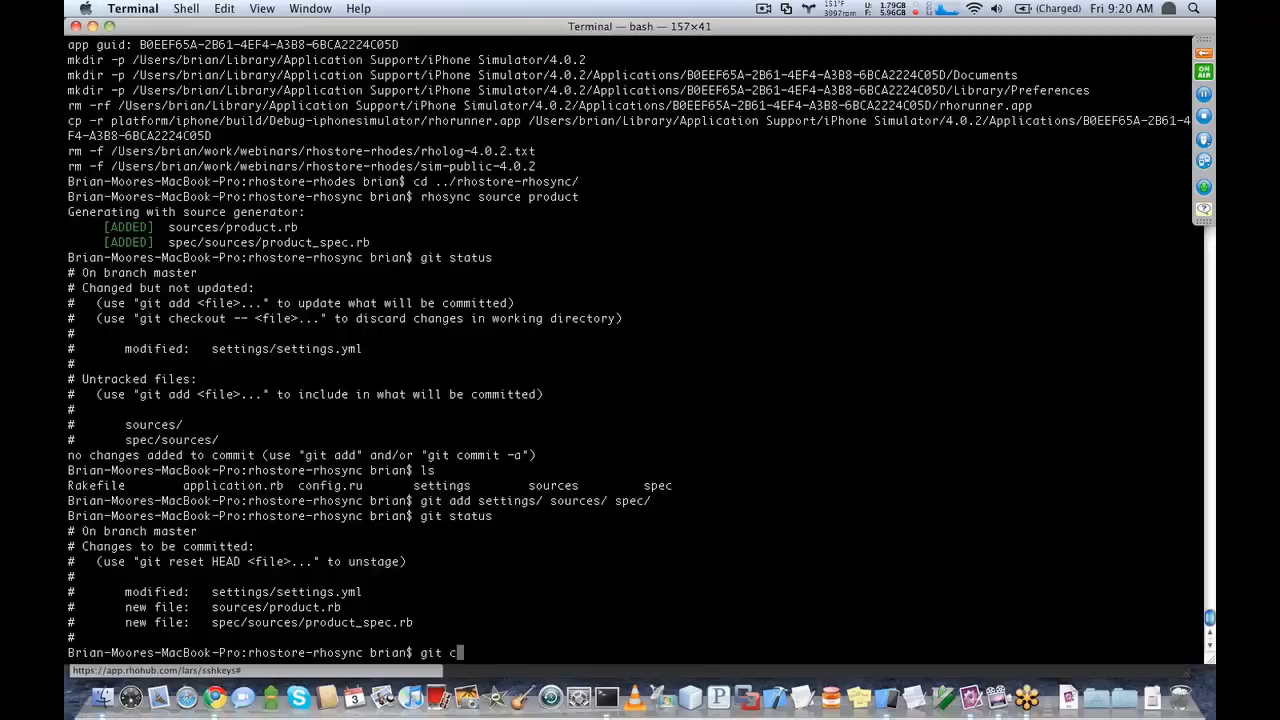 Terminal Shell Edit View Window Help 151°F 3997rpm U: 1.79GB F: 5.96GB (Charged) Fri 9:20 AM
Terminal — bash — 157×41
app guid: B0EEF65A-2B61-4EF4-A3B8-6BCA2224C05D
mkdir -p /Users/brian/Library/Application Support/iPhone Simulator/4.0.2
mkdir -p /Users/brian/Library/Application Support/iPhone Simulator/4.0.2/Applications/B0EEF65A-2B61-4EF4-A3B8-6BCA2224C05D/Documents
mkdir -p /Users/brian/Library/Application Support/iPhone Simulator/4.0.2/Applications/B0EEF65A-2B61-4EF4-A3B8-6BCA2224C05D/Library/Preferences
rm -rf /Users/brian/Library/Application Support/iPhone Simulator/4.0.2/Applications/B0EEF65A-2B61-4EF4-A3B8-6BCA2224C05D/rhorunner.app
cp -r platform/iphone/build/Debug-iphonesimulator/rhorunner.app /Users/brian/Library/Application Support/iPhone Simulator/4.0.2/Applications/B0EEF65A-2B61-4E
F4-A3B8-6BCA2224C05D
rm -f /Users/brian/work/webinars/rhostore-rhodes/rholog-4.0.2.txt
rm -f /Users/brian/work/webinars/rhostore-rhodes/sim-public-4.0.2
Brian-Moores-MacBook-Pro:rhostore-rhodes brian$ cd ../rhostore-rhosync/
Brian-Moores-MacBook-Pro:rhostore-rhosync brian$ rhosync source product
Generating with source generator:
[ADDED] sources/product.rb
[ADDED] spec/sources/product_spec.rb
Brian-Moores-MacBook-Pro:rhostore-rhosync brian$ git status
# On branch master
# Changed but not updated:
# (use "git add <file>..." to update what will be committed)
# (use "git checkout -- <file>..." to discard changes in working directory)
#
# modified: settings/settings.yml
#
# Untracked files:
# (use "git add <file>..." to include in what will be committed)
#
# sources/
# spec/sources/
no changes added to commit (use "git add" and/or "git commit -a")
Brian-Moores-MacBook-Pro:rhostore-rhosync brian$ ls
Rakefile application.rb config.ru settings sources spec
Brian-Moores-MacBook-Pro:rhostore-rhosync brian$ git add settings/ sources/ spec/
Brian-Moores-MacBook-Pro:rhostore-rhosync brian$ git status
# On branch master
# Changes to be committed:
# (use "git reset HEAD <file>..." to unstage)
#
# modified: settings/settings.yml
# new file: sources/product.rb
# new file: spec/sources/product_spec.rb
#
Brian-Moores-MacBook-Pro:rhostore-rhosync brian$ git c
https://app.rhohub.com/lars/sshkeys#
ON AIR